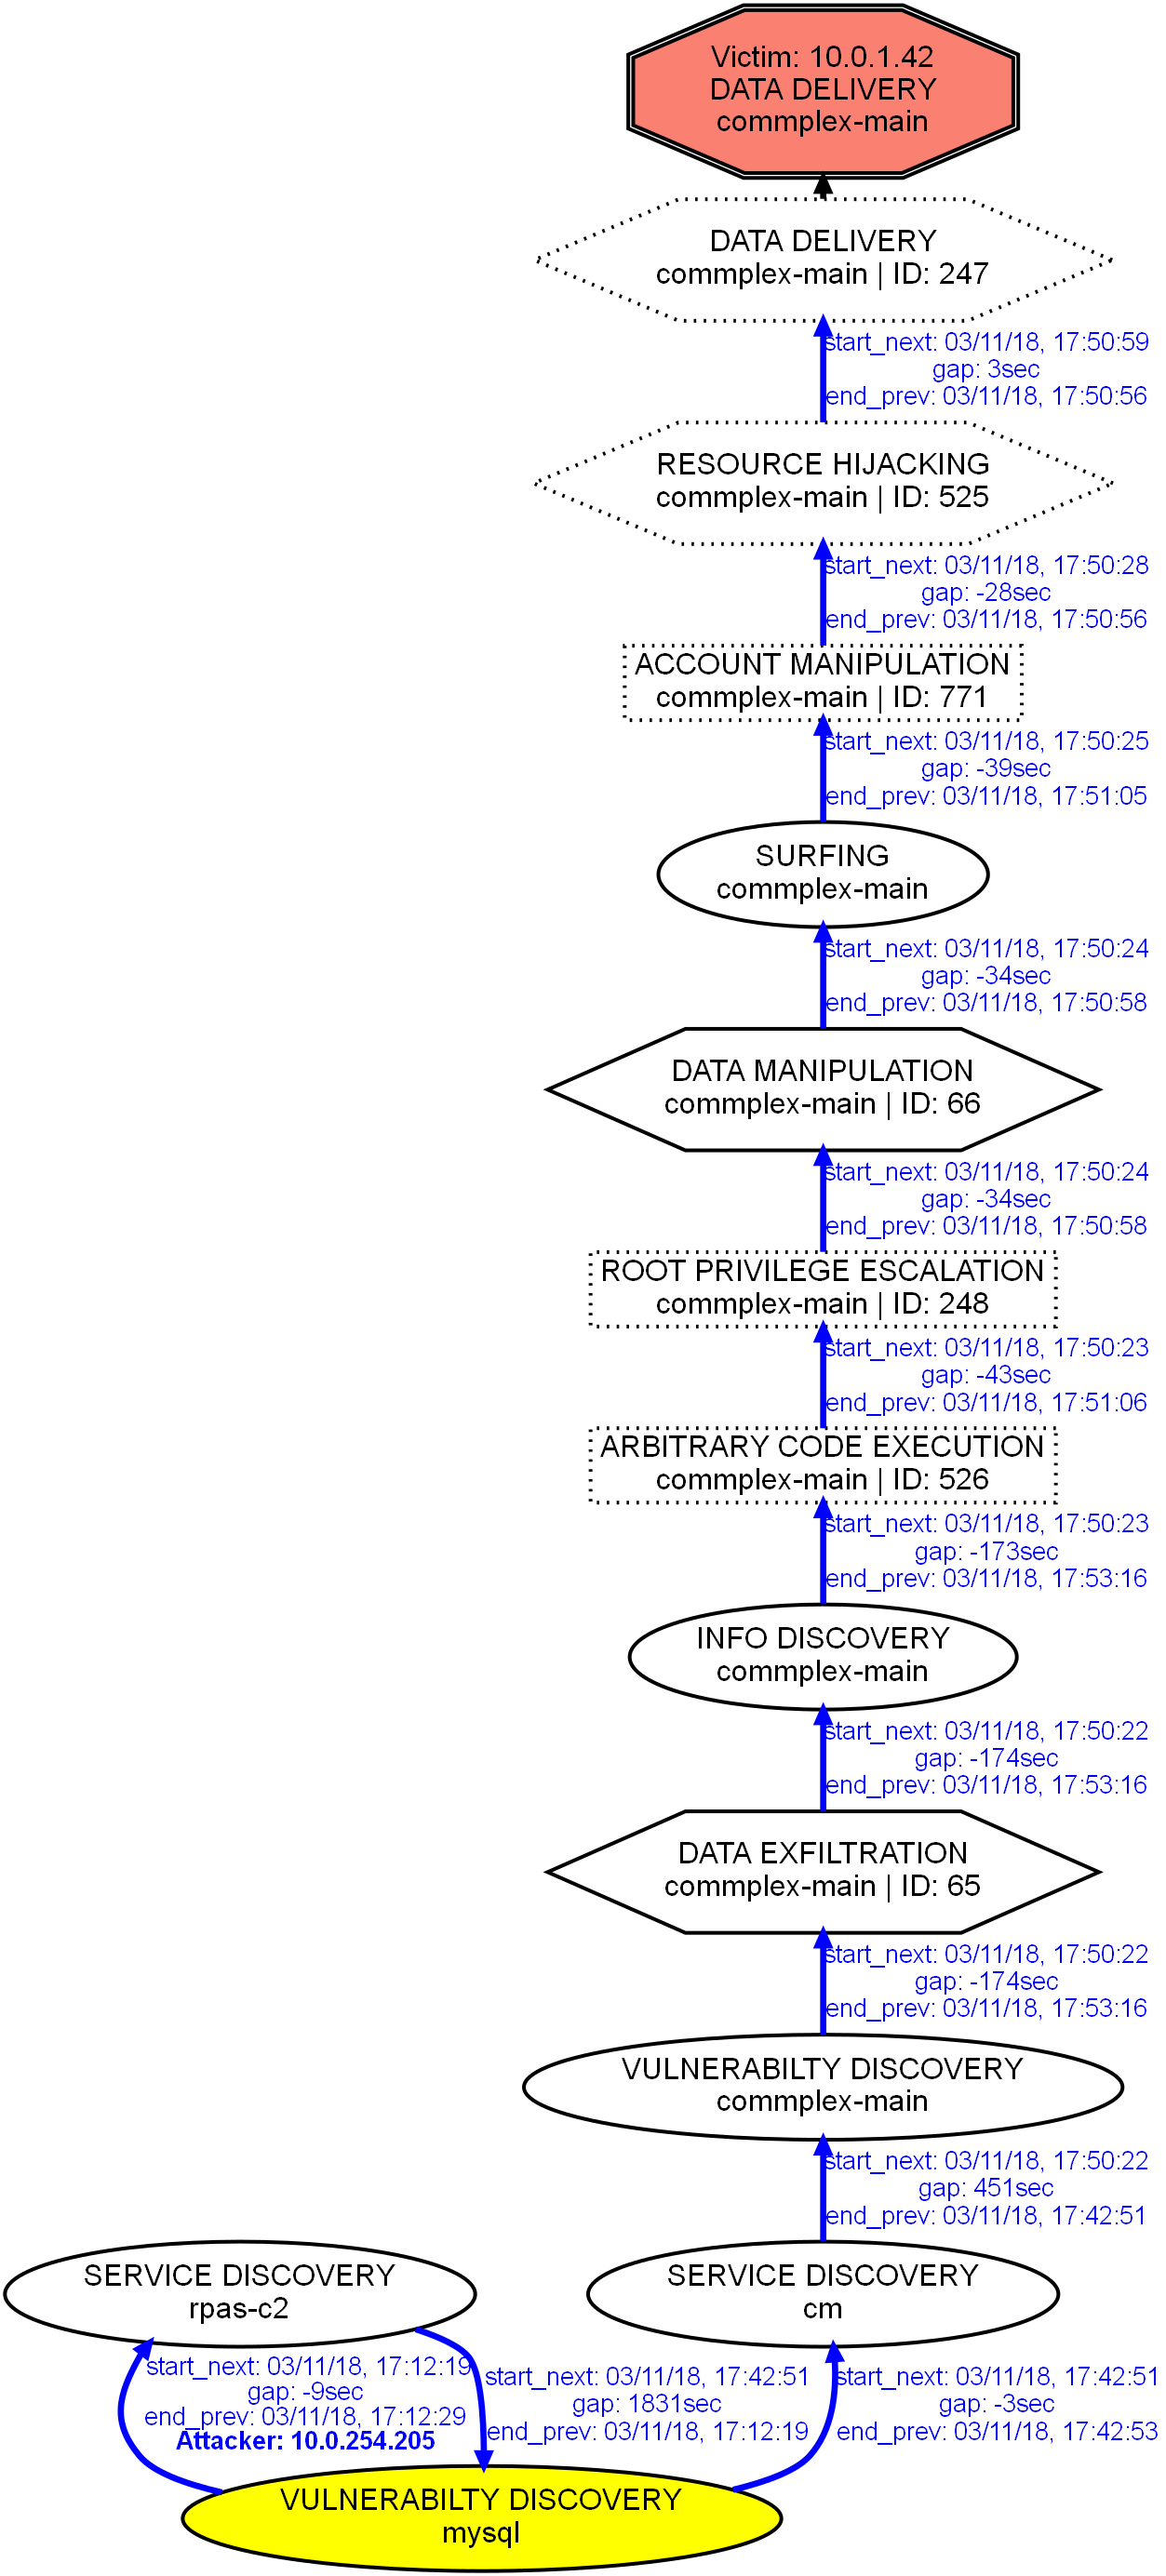 Victim: 10.0.1.42
DATA DELIVERY
commplex-main
DATA DELIVERY
commplex-main | ID: 247
start_next: 03/11/18, 17:50:59
gap: 3sec
end_prev: 03/11/18, 17:50:56
RESOURCE HIJACKING
commplex-main | ID: 525
start_next: 03/11/18, 17:50:28
gap: -28sec
end_prev: 03/11/18, 17:50:56
ACCOUNT MANIPULATION
commplex-main | ID: 771
start_next: 03/11/18, 17:50:25
gap: -39sec
end_prev: 03/11/18, 17:51:05
SURFING
commplex-main
start_next: 03/11/18, 17:50:24
gap: -34sec
end_prev: 03/11/18, 17:50:58
DATA MANIPULATION
commplex-main | ID: 66
start_next: 03/11/18, 17:50:24
gap: -34sec
end_prev: 03/11/18, 17:50:58
ROOT PRIVILEGE ESCALATION
commplex-main | ID: 248
start_next: 03/11/18, 17:50:23
gap: -43sec
end_prev: 03/11/18, 17:51:06
ARBITRARY CODE EXECUTION
commplex-main | ID: 526
start_next: 03/11/18, 17:50:23
gap: -173sec
end_prev: 03/11/18, 17:53:16
INFO DISCOVERY
commplex-main
start_next: 03/11/18, 17:50:22
gap: -174sec
end_prev: 03/11/18, 17:53:16
DATA EXFILTRATION
commplex-main | ID: 65
start_next: 03/11/18, 17:50:22
gap: -174sec
end_prev: 03/11/18, 17:53:16
VULNERABILTY DISCOVERY
commplex-main
start_next: 03/11/18, 17:50:22
gap: 451sec
end_prev: 03/11/18, 17:42:51
SERVICE DISCOVERY
rpas-c2
SERVICE DISCOVERY
cm
start_next: 03/11/18, 17:12:19
gap: -9sec
end_prev: 03/11/18, 17:12:29
Attacker: 10.0.254.205
start_next: 03/11/18, 17:42:51
gap: 1831sec
end_prev: 03/11/18, 17:12:19
start_next: 03/11/18, 17:42:51
gap: -3sec
end_prev: 03/11/18, 17:42:53
VULNERABILTY DISCOVERY
mysql